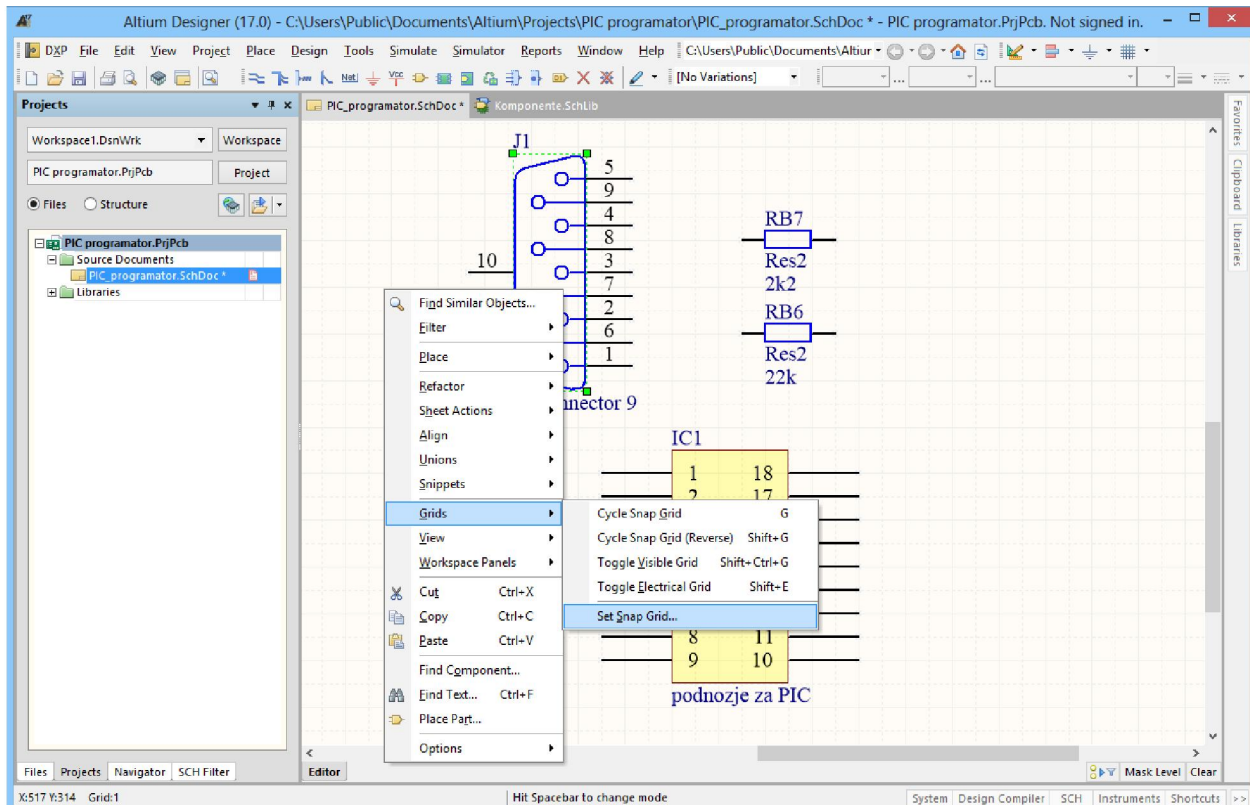 Altium Designer (17.0) - C:\Users\Public\Documents\Altium\Projects\PIC programator\PIC_programator.SchDoc * - PIC programator.PrjPcb. Not signed in.
DXP File Edit View Project Place Design Tools Simulate Simulator Reports Window Help C:\Users\Public\Documents\Altiur
Net Vcc [No Variations] ... ...
Projects
PIC_programator.SchDoc * Komponente.SchLib
Workspace1.DsnWrk Workspace
PIC programator.PrjPcb Project
Files Structure
PIC programator.PrjPcb
Source Documents
PIC_programator.SchDoc *
Libraries
J1
5
9
4
8
3
7
2
6
1
10
nnector 9
RB7
Res2
2k2
RB6
Res2
22k
IC1
1 18
2 17
8 11
9 10
podnozje za PIC
Find Similar Objects...
Filter
Place
Refactor
Sheet Actions
Align
Unions
Snippets
Grids
View
Workspace Panels
Cut Ctrl+X
Copy Ctrl+C
Paste Ctrl+V
Find Component...
Find Text... Ctrl+F
Place Part...
Options
Cycle Snap Grid G
Cycle Snap Grid (Reverse) Shift+G
Toggle Visible Grid Shift+Ctrl+G
Toggle Electrical Grid Shift+E
Set Snap Grid...
Favorites
Clipboard
Libraries
Files Projects Navigator SCH Filter
Editor
Mask Level Clear
X:517 Y:314 Grid:1
Hit Spacebar to change mode
System Design Compiler SCH Instruments Shortcuts >>